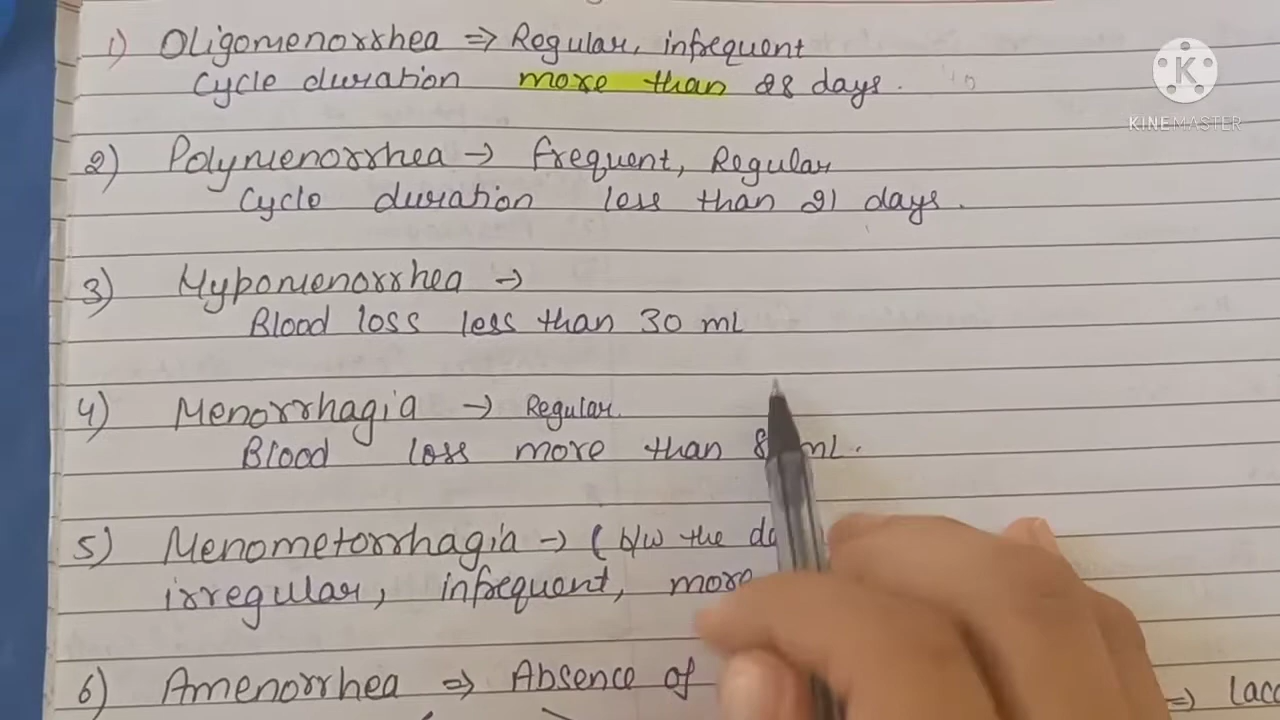 1) Oligomenorrhea => Regular, infrequent
Cycle duration more than 28 days.
KINEMASTER
2) Polymenorrhea → frequent, Regular
Cycle duration less than 21 days.
3) Hypomenorrhea →
Blood loss less than 30 mL
4) Menorrhagia → Regular.
Blood loss more than mL.
5) Menometorrhagia → ( b/w the
irregular, infrequent, more
6) Amenorrhea => Absence of =>